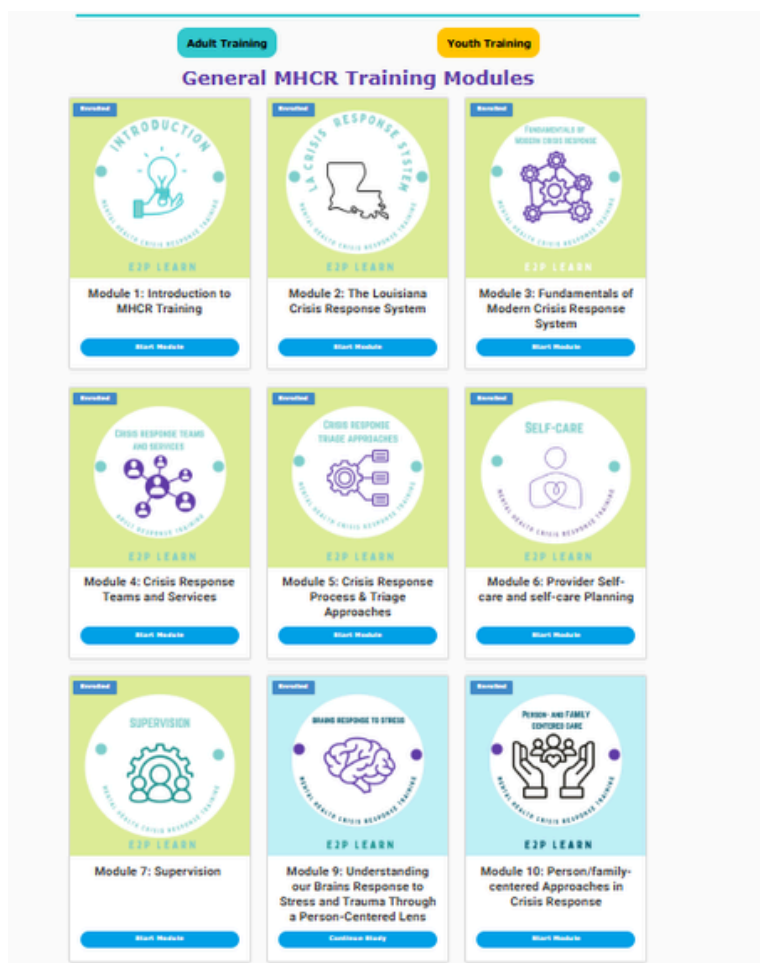 Adult Training
Youth Training
General MHCR Training Modules
Enrolled
INTRODUCTION
MENTAL HEALTH CRISIS RESPONSE TRAINING
E2P LEARN
Module 1: Introduction to
MHCR Training
Start Module
Enrolled
LA CRISIS RESPONSE SYSTEM
MENTAL HEALTH CRISIS RESPONSE TRAINING
E2P LEARN
Module 2: The Louisiana
Crisis Response System
Start Module
Enrolled
FUNDAMENTALS OF
MODERN CRISIS RESPONSE
MENTAL HEALTH CRISIS RESPONSE TRAINING
E2P LEARN
Module 3: Fundamentals of
Modern Crisis Response
System
Start Module
Enrolled
CRISIS RESPONSE TEAMS
AND SERVICES
ADULT RESPONSE TRAINING
E2P LEARN
Module 4: Crisis Response
Teams and Services
Start Module
Enrolled
CRISIS RESPONSE
TRIAGE APPROACHES
MENTAL HEALTH CRISIS RESPONSE TRAINING
E2P LEARN
Module 5: Crisis Response
Process & Triage
Approaches
Start Module
Enrolled
SELF-CARE
MENTAL HEALTH CRISIS RESPONSE TRAINING
E2P LEARN
Module 6: Provider Self-
care and self-care Planning
Start Module
Enrolled
SUPERVISION
MENTAL HEALTH CRISIS RESPONSE TRAINING
E2P LEARN
Module 7: Supervision
Start Module
Enrolled
BRAINS RESPONSE TO STRESS
MENTAL HEALTH CRISIS RESPONSE TRAINING
E2P LEARN
Module 9: Understanding
our Brains Response to
Stress and Trauma Through
a Person-Centered Lens
Continue Study
Enrolled
PERSON- AND FAMILY
CENTERED CARE
MENTAL HEALTH CRISIS RESPONSE TRAINING
E2P LEARN
Module 10: Person/family-
centered Approaches in
Crisis Response
Start Module